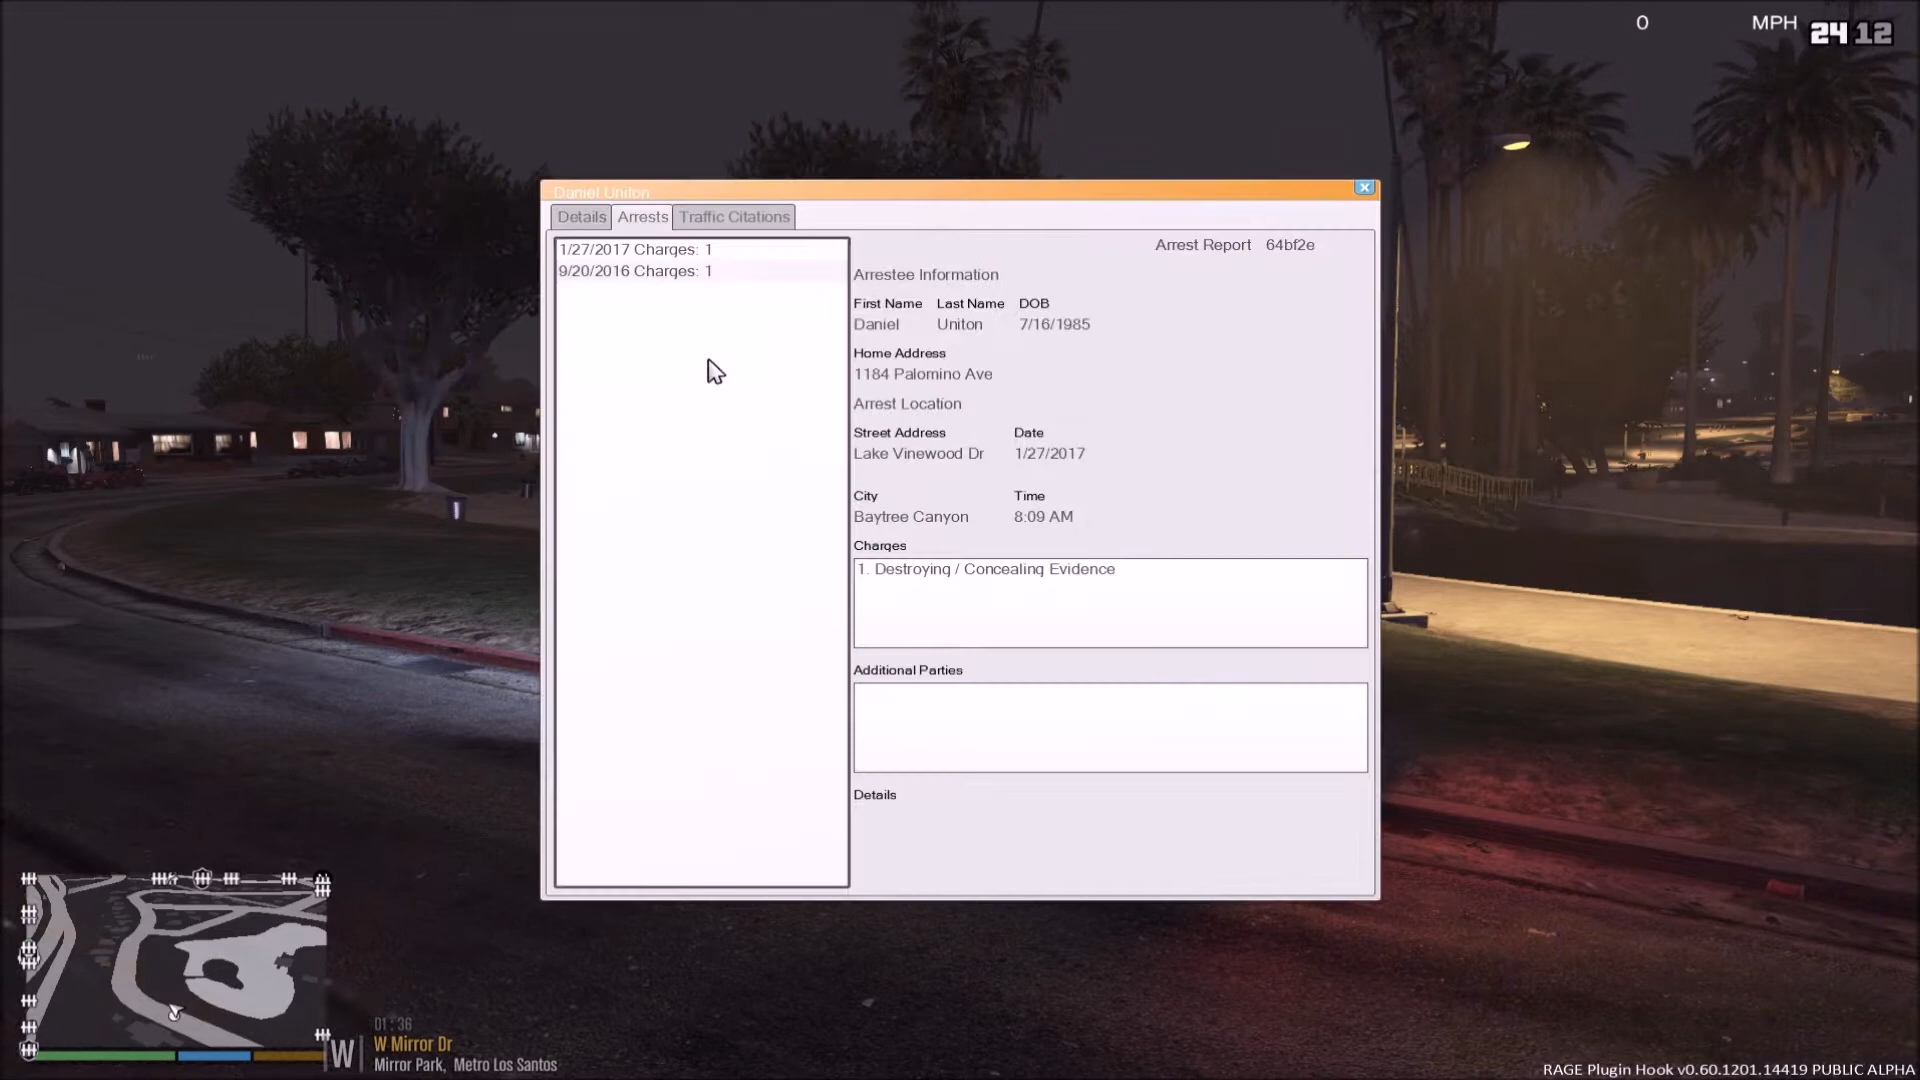 0 MPH 24 12
Daniel Uniton
Details Arrests Traffic Citations
1/27/2017 Charges: 1
9/20/2016 Charges: 1
Arrest Report 64bf2e
Arrestee Information
First Name Last Name DOB
Daniel Uniton 7/16/1985
Home Address
1184 Palomino Ave
Arrest Location
Street Address Date
Lake Vinewood Dr 1/27/2017
City Time
Baytree Canyon 8:09 AM
Charges
1. Destroying / Concealing Evidence
Additional Parties
Details
W
01:36
W Mirror Dr
Mirror Park, Metro Los Santos
RAGE Plugin Hook v0.60.1201.14419 PUBLIC ALPHA